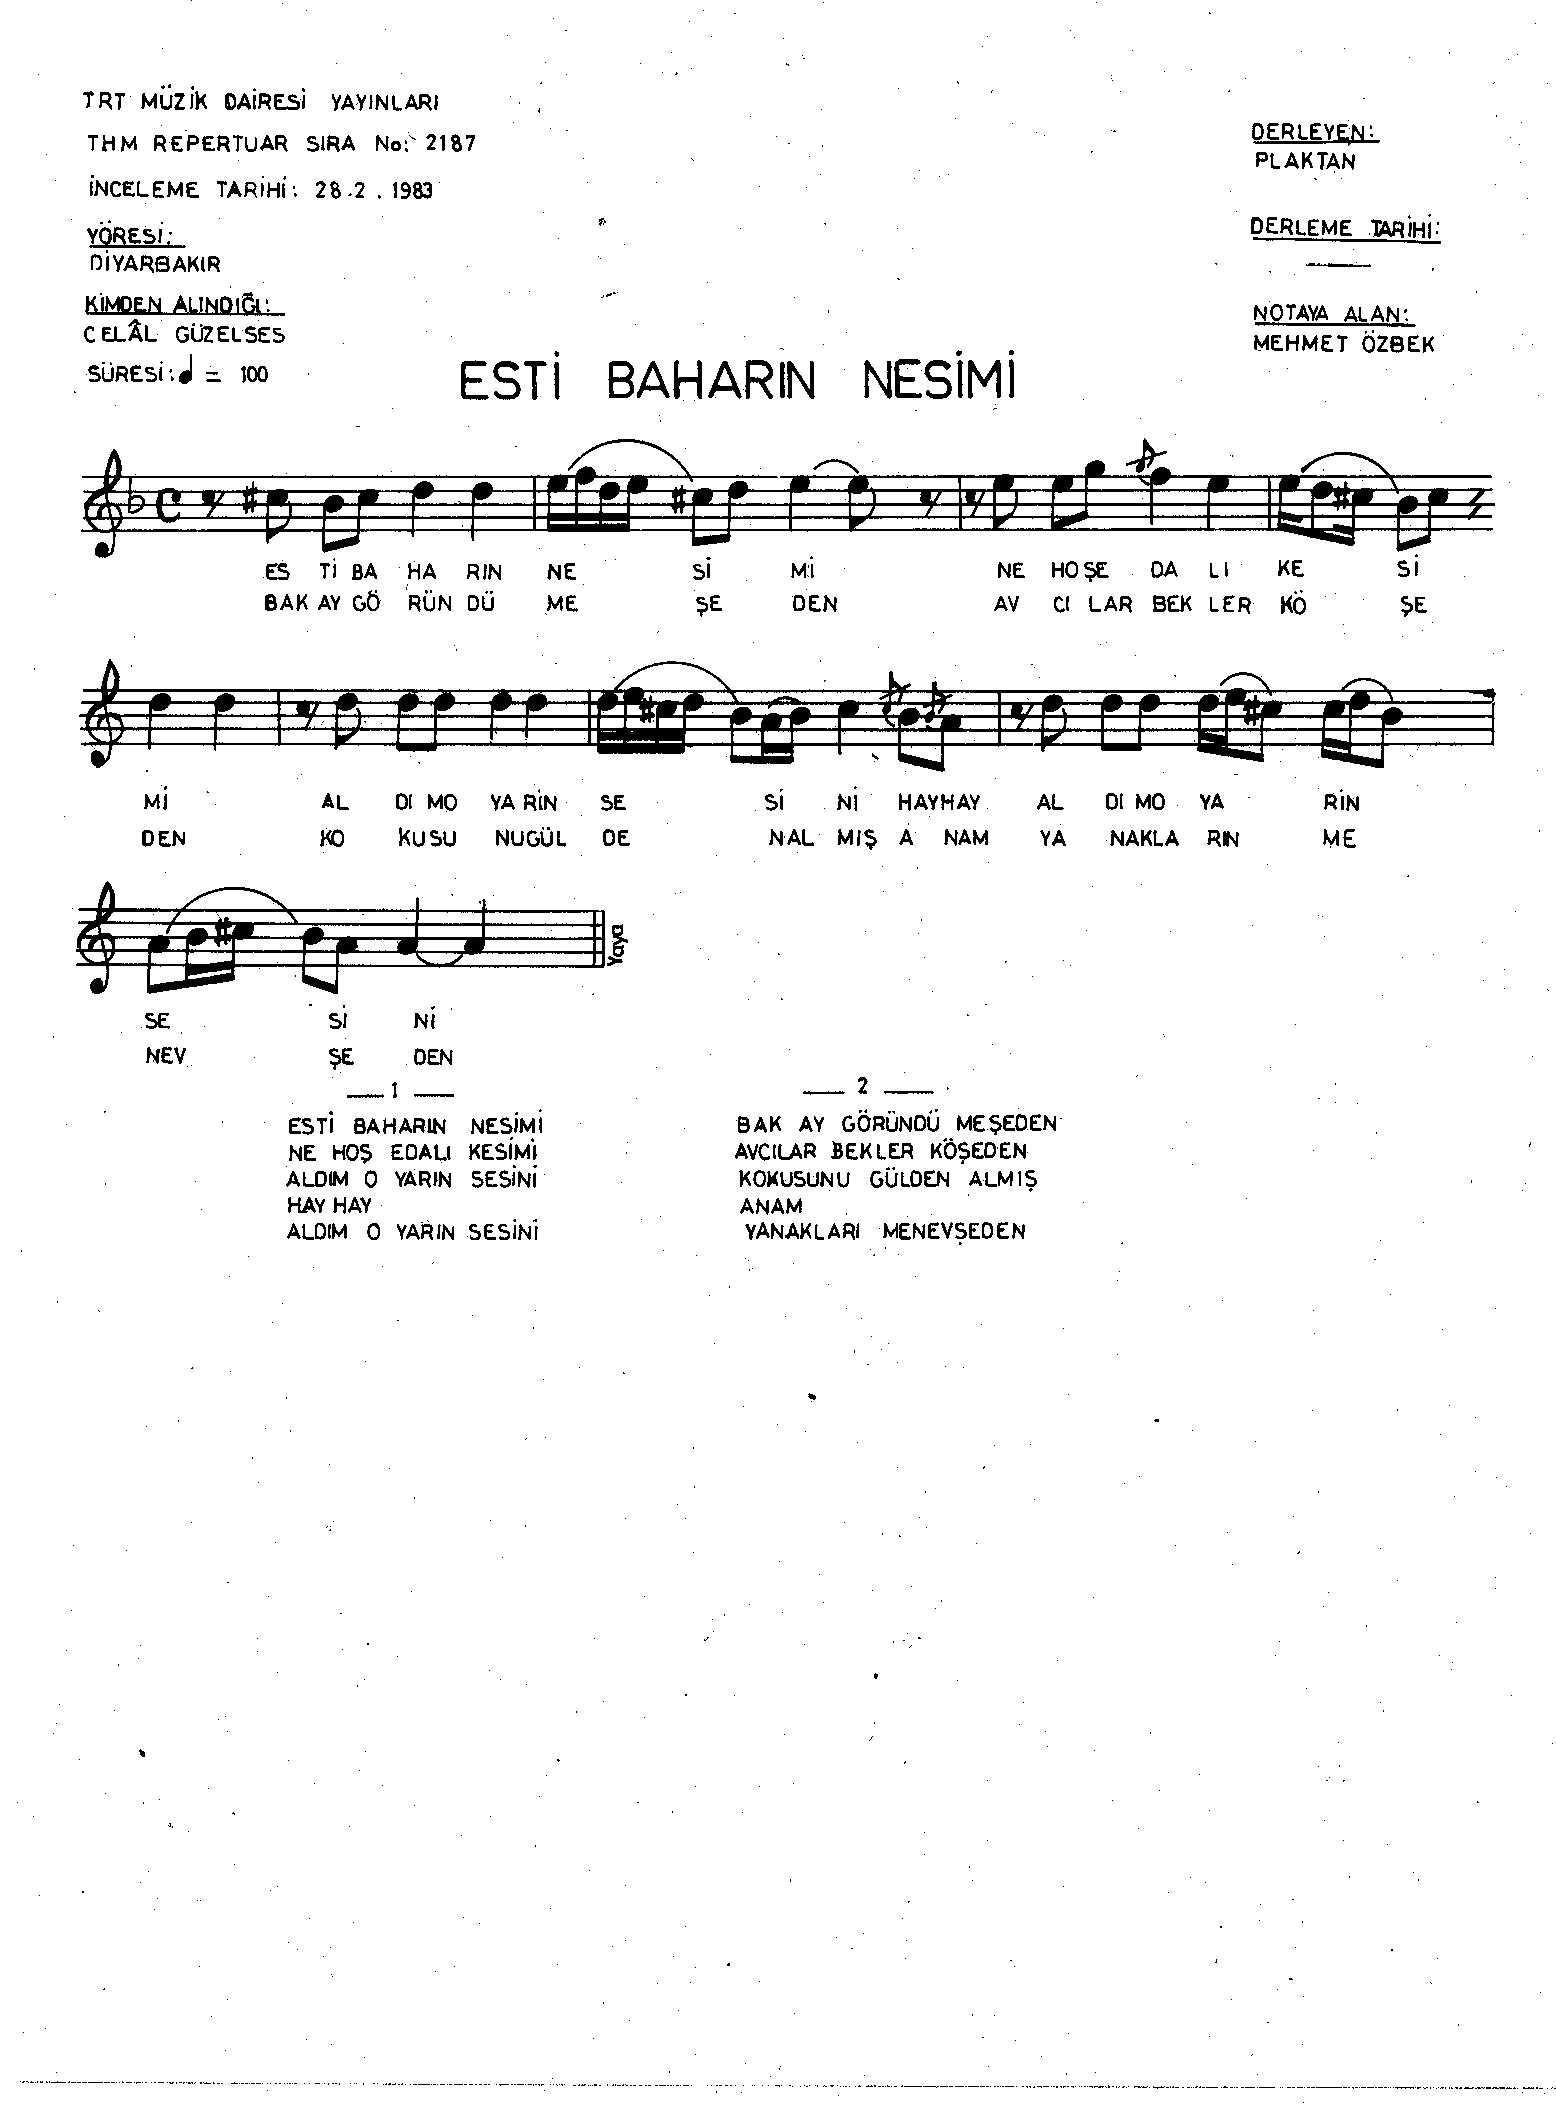 TRT MÜZİK DAİRESİ YAYINLARI
THM REPERTUAR SIRA No: 2187
İNCELEME TARİHİ: 28.2.1983
YÖRESİ:
DİYARBAKIR
KİMDEN ALINDIĞI:
CELÂL GÜZELSES
SÜRESİ: ♩ = 100
DERLEYEN:
PLAKTAN
DERLEME TARİHİ:
NOTAYA ALAN:
MEHMET ÖZBEK
ESTİ BAHARIN NESİMİ
ES Tİ BA HA RIN NE Sİ Mİ NE HOŞE DA LI KE Sİ
BAK AY GÖ RÜN DÜ ME ŞE DEN AV CI LAR BEK LER KÖ ŞE
Mİ AL DI MO YA RİN SE Sİ Nİ HAYHAY AL DI MO YA RİN
DEN KO KUSU NUGÜL DE NAL MIŞ A NAM YA NAKLA RIN ME
Yaya
SE Sİ Nİ
NEV ŞE DEN
1
ESTİ BAHARIN NESİMİ
NE HOŞ EDALI KESİMİ
ALDIM O YARIN SESİNİ
HAY HAY
ALDIM O YARIN SESİNİ
2
BAK AY GÖRÜNDÜ MEŞEDEN
AVCILAR BEKLER KÖŞEDEN
KOKUSUNU GÜLDEN ALMIŞ
ANAM
YANAKLARI MENEVŞEDEN